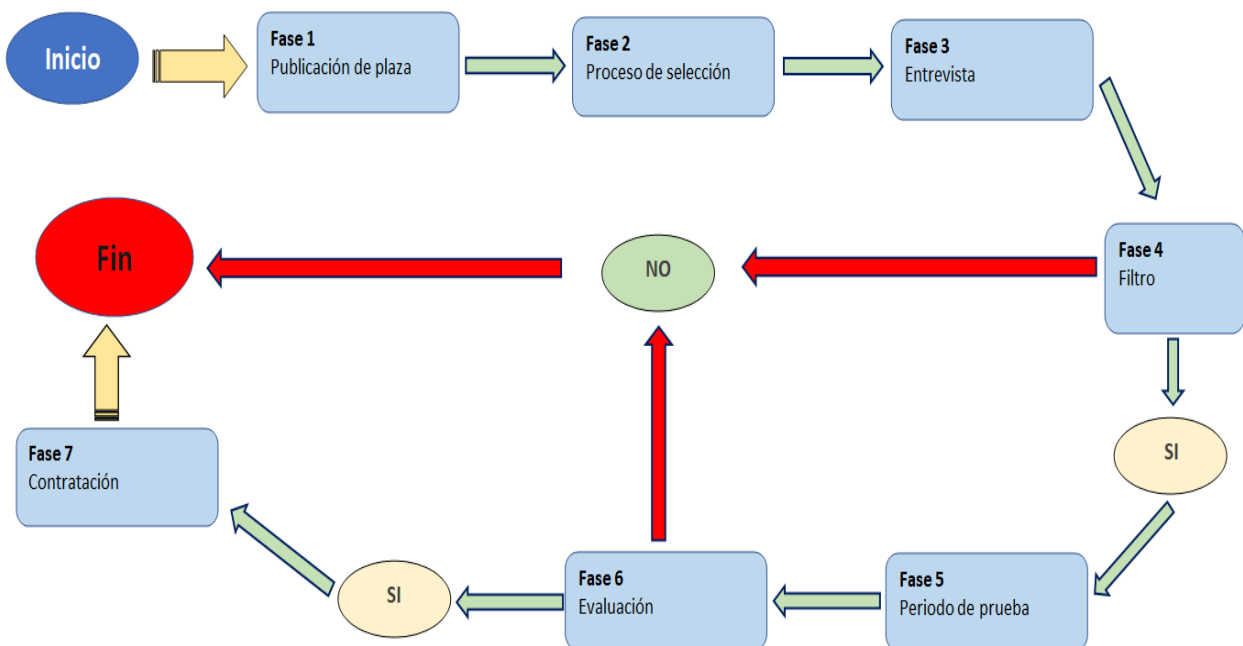 Inicio
Fase 1
Publicación de plaza
Fase 2
Proceso de selección
Fase 3
Entrevista
Fin
NO
Fase 4
Filtro
SI
Fase 7
Contratación
SI
Fase 6
Evaluación
Fase 5
Periodo de prueba